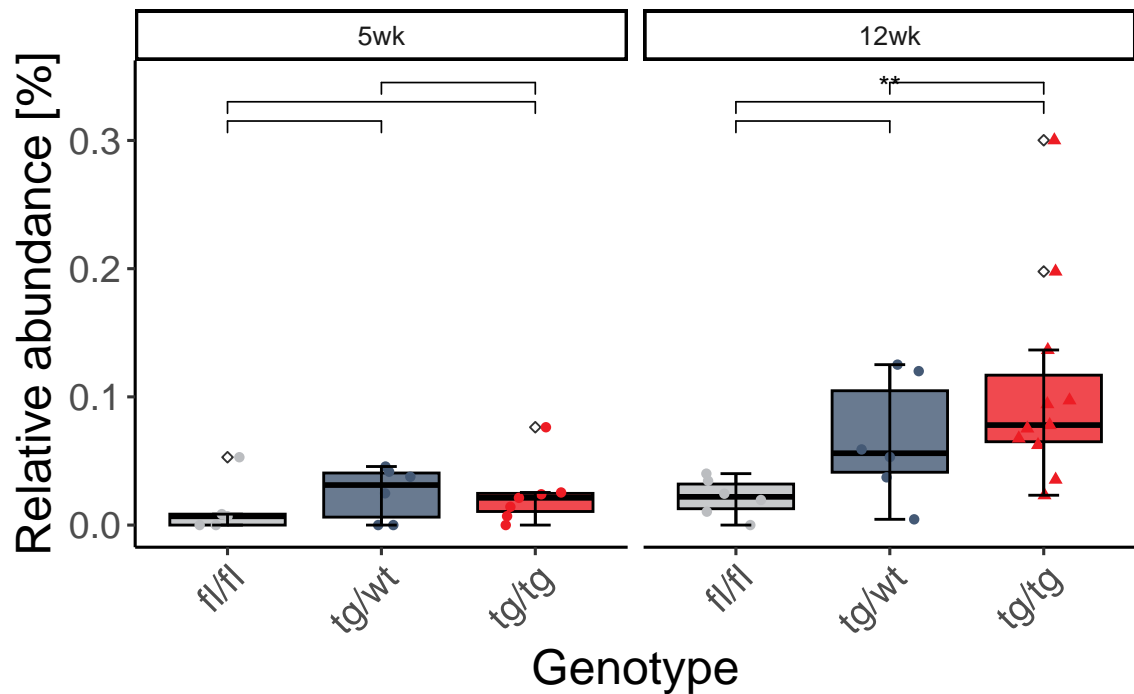 5wk
12wk
**
Relative abundance [%]
0.3
0.2
0.1
0.0
fl/fl
tg/wt
tg/tg
fl/fl
tg/wt
tg/tg
Genotype